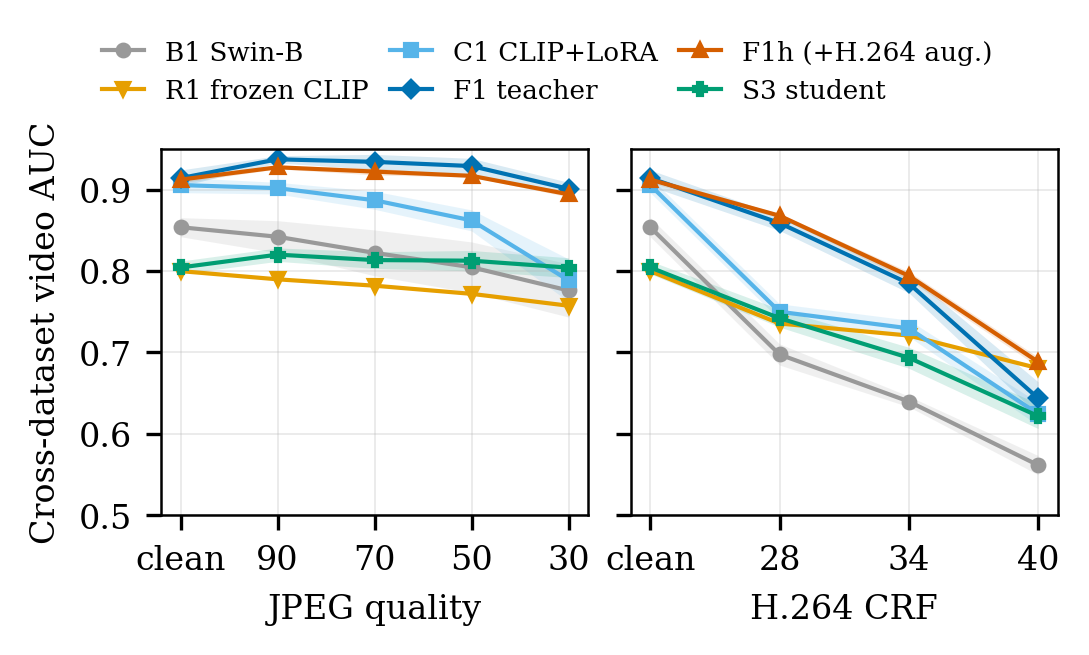 B1 Swin-B C1 CLIP+LoRA F1h (+H.264 aug.)
R1 frozen CLIP F1 teacher S3 student
Cross-dataset video AUC
0.9
0.8
0.7
0.6
0.5
clean 90 70 50 30 clean 28 34 40
JPEG quality H.264 CRF